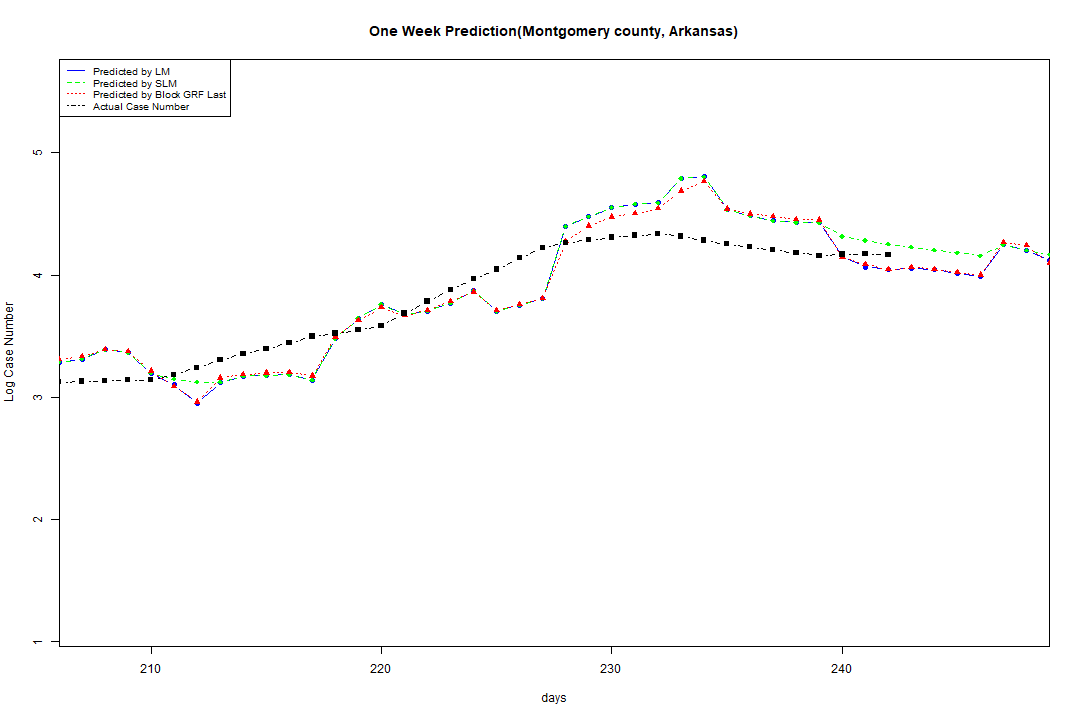 One Week Prediction(Montgomery county, Arkansas)
Predicted by LM
Predicted by SLM
Predicted by Block GRF Last
Actual Case Number
5
4
3
2
1
Log Case Number
210 220 230 240
days